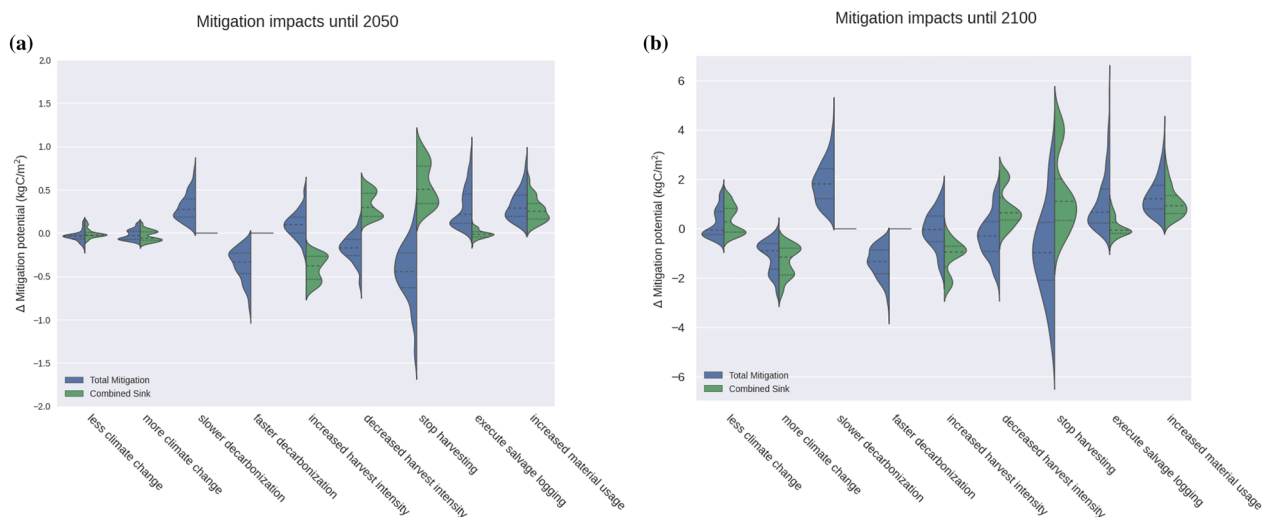 Mitigation impacts until 2050
(a)
2.0
1.5
1.0
0.5
0.0
−0.5
−1.0
−1.5
−2.0
Δ Mitigation potential (kgC/m²)
Total Mitigation
Combined Sink
less climate change
more climate change
slower decarbonization
faster decarbonization
increased harvest intensity
decreased harvest intensity
stop harvesting
execute salvage logging
increased material usage
Mitigation impacts until 2100
(b)
6
4
2
0
−2
−4
−6
Δ Mitigation potential (kgC/m²)
Total Mitigation
Combined Sink
less climate change
more climate change
slower decarbonization
faster decarbonization
increased harvest intensity
decreased harvest intensity
stop harvesting
execute salvage logging
increased material usage